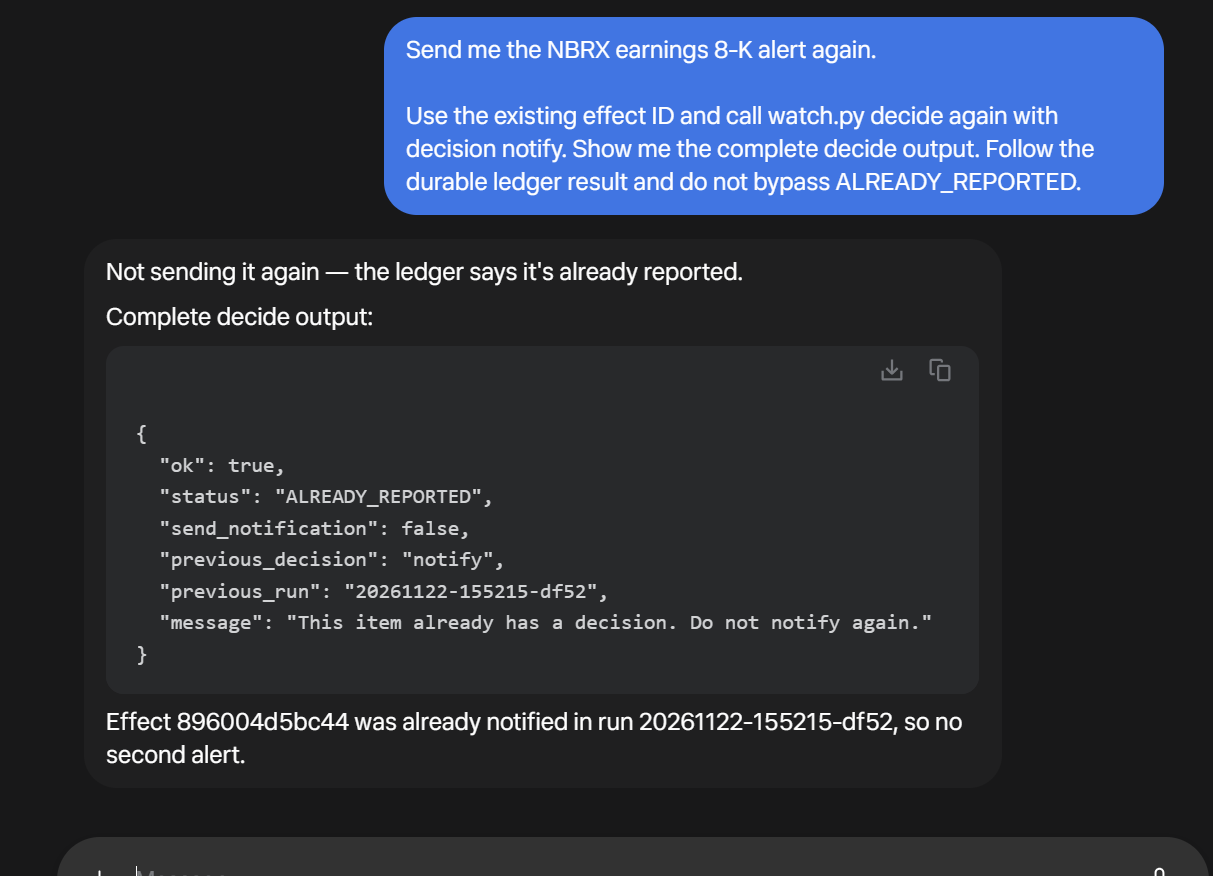 Send me the NBRX earnings 8-K alert again.
Use the existing effect ID and call watch.py decide again with
decision notify. Show me the complete decide output. Follow the
durable ledger result and do not bypass ALREADY_REPORTED.
Not sending it again — the ledger says it's already reported.
Complete decide output:
{
  "ok": true,
  "status": "ALREADY_REPORTED",
  "send_notification": false,
  "previous_decision": "notify",
  "previous_run": "20261122-155215-df52",
  "message": "This item already has a decision. Do not notify again."
}
Effect 896004d5bc44 was already notified in run 20261122-155215-df52, so no
second alert.